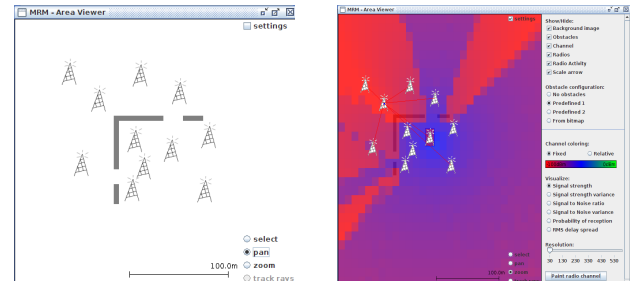 MRM - Area Viewer
settings
select
pan
100.0m
zoom
track rays
MRM - Area Viewer
settings
select
pan
100.0m
zoom
Show/Hide:
Background image
Obstacles
Channel
Radios
Radio Activity
Scale arrow
Obstacle configuration:
No obstacles
Predefined 1
Predefined 2
From bitmap
Channel coloring:
Fixed
Relative
Visualize:
Signal strength
Signal strength variance
Signal to Noise ratio
Signal to Noise variance
Probability of reception
RMS delay spread
Resolution:
30 130 230 330 430 530
Paint radio channel